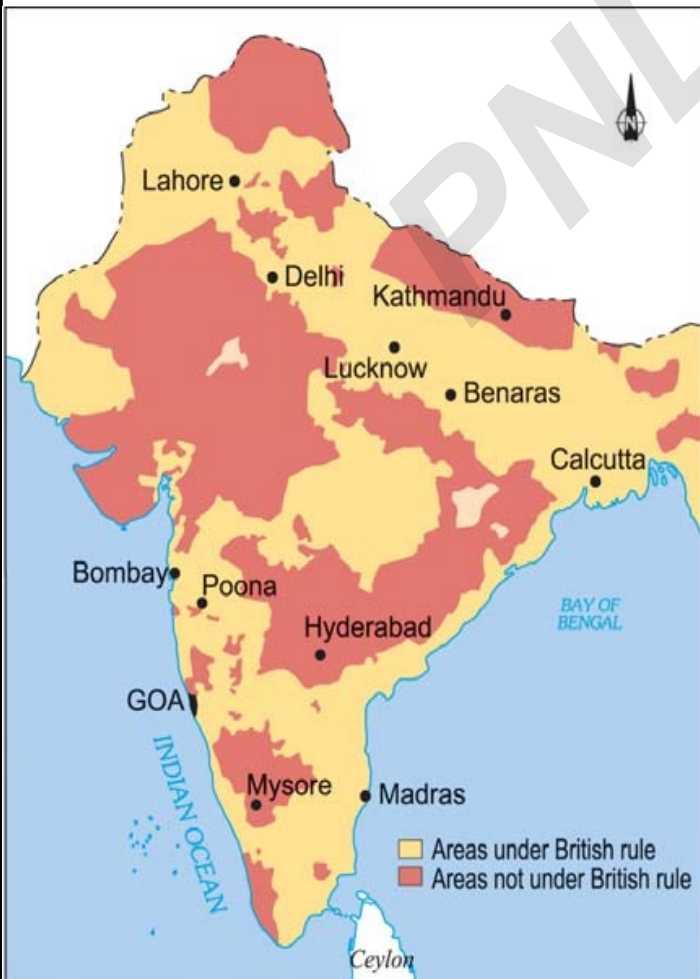 Lahore
Delhi
Kathmandu
Lucknow
Benaras
Calcutta
Bombay
Poona
BAY OF
BENGAL
Hyderabad
GOA
INDIAN OCEAN
Mysore
Madras
Areas under British rule
Areas not under British rule
Ceylon
N